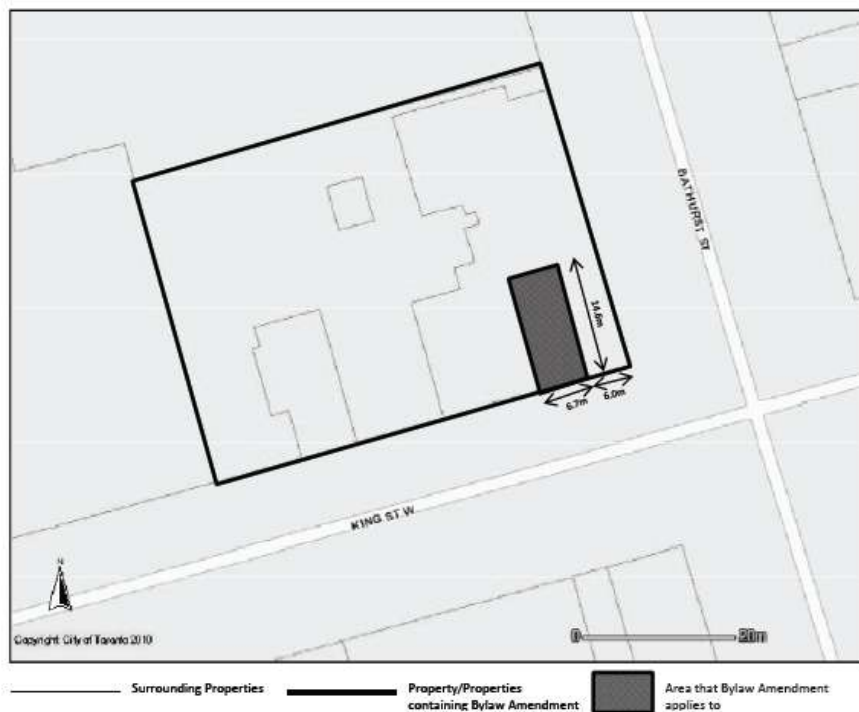 BATHURST ST
14.6m
6.7m
6.0m
KING ST. W
N
Copyright: City of Toronto 2010
0 20m
Surrounding Properties
Property/Properties
containing Bylaw Amendment
Area that Bylaw Amendment
applies to